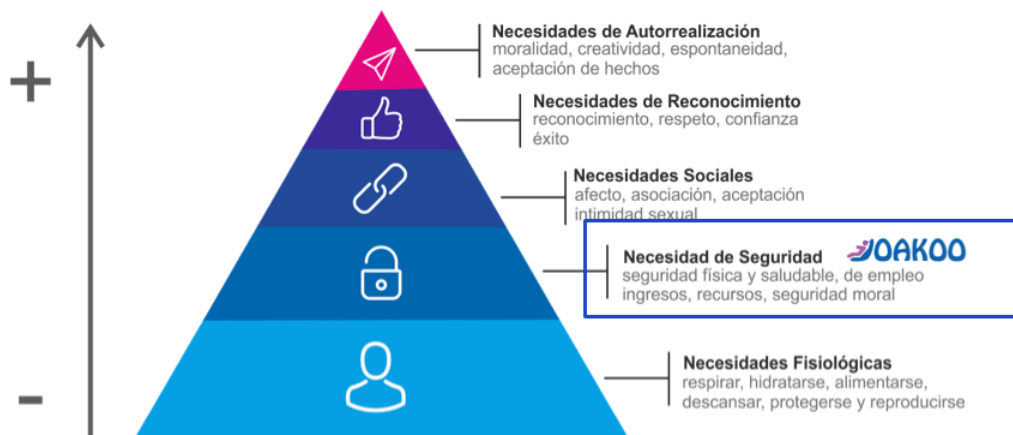 Necesidades de Autorrealización
moralidad, creatividad, espontaneidad,
aceptación de hechos
+
Necesidades de Reconocimiento
reconocimiento, respeto, confianza
éxito
Necesidades Sociales
afecto, asociación, aceptación
intimidad sexual
Necesidad de Seguridad JOAKOO
seguridad física y saludable, de empleo
ingresos, recursos, seguridad moral
Necesidades Fisiológicas
respirar, hidratarse, alimentarse,
descansar, protegerse y reproducirse
-